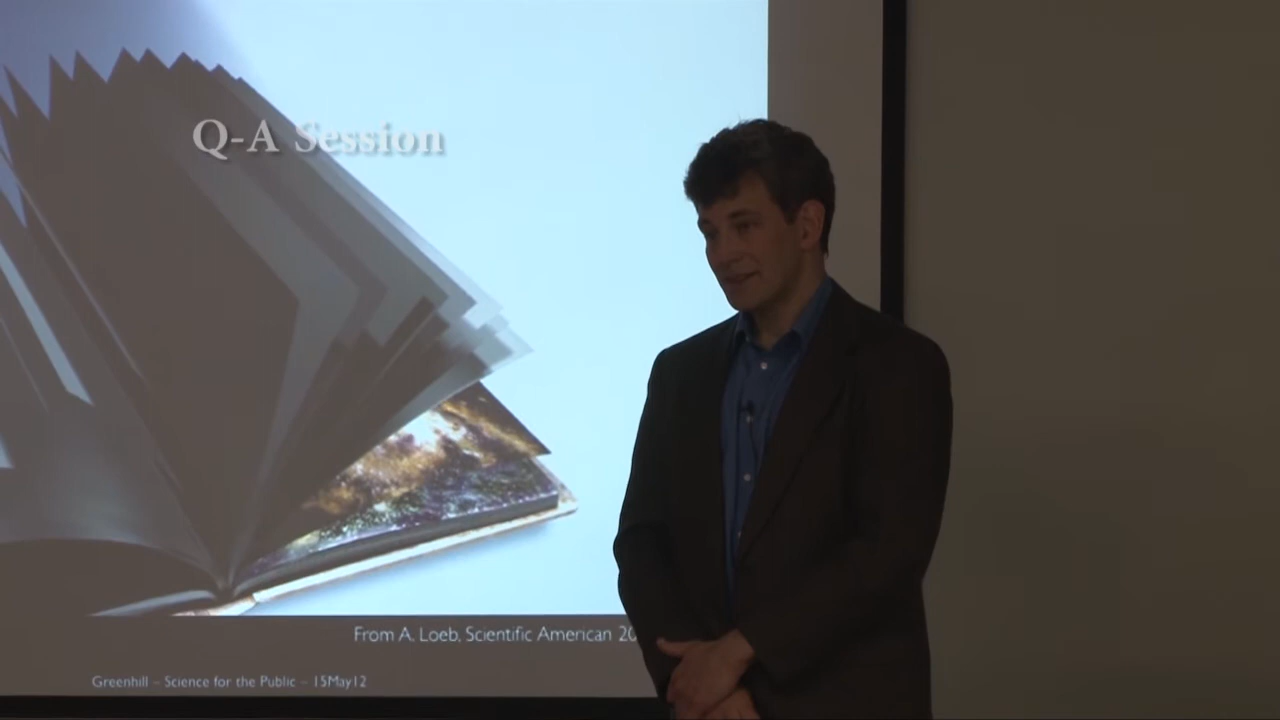 Q-A Session
From A. Loeb, Scientific American 20
Greenhill – Science for the Public – 15May12